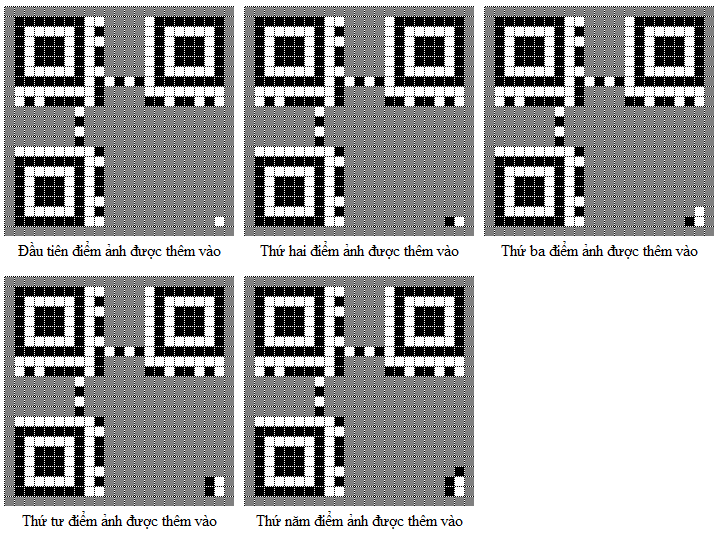 Đầu tiên điểm ảnh được thêm vào
Thứ hai điểm ảnh được thêm vào
Thứ ba điểm ảnh được thêm vào
Thứ tư điểm ảnh được thêm vào
Thứ năm điểm ảnh được thêm vào